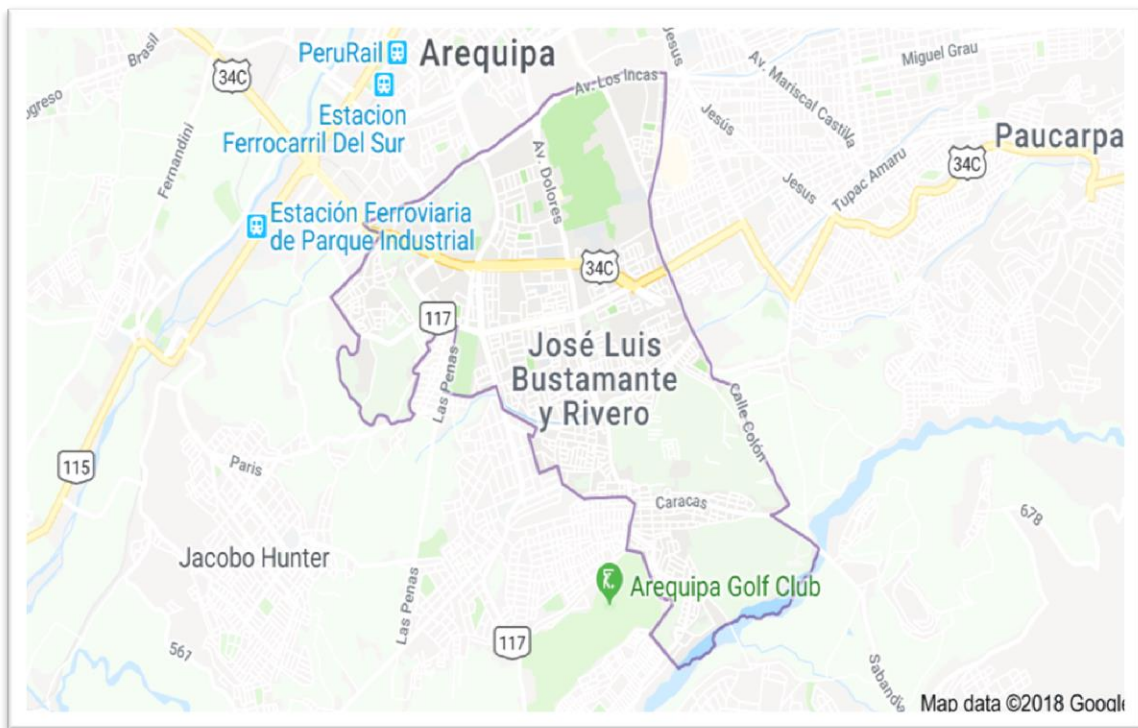 PeruRail
Arequipa
Brasil
34C
Jesus
Av. Los Incas
Miguel Grau
Av. Mariscal Castilla
Estacion
Ferrocarril Del Sur
Fernandini
Av. Dolores
Jesús
Paucarpa
34C
Jesus
Tupac Amaru
Estación Ferroviaria
de Parque Industrial
34C
117
José Luis
Bustamante
y Rivero
Las Penas
Calle Colón
115
Paris
Caracas
678
Jacobo Hunter
Arequipa Golf Club
Las Penas
117
561
Sabandia
Map data ©2018 Google